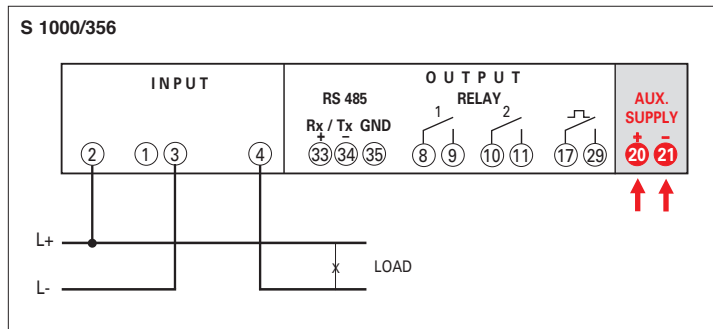 S 1000/356
INPUT
OUTPUT
RS 485
RELAY
AUX.
SUPPLY
1
2
Rx / Tx GND
+ −
+ −
2 1 3 4 33 34 35 8 9 10 11 17 29 20 21
L+
x LOAD
L-